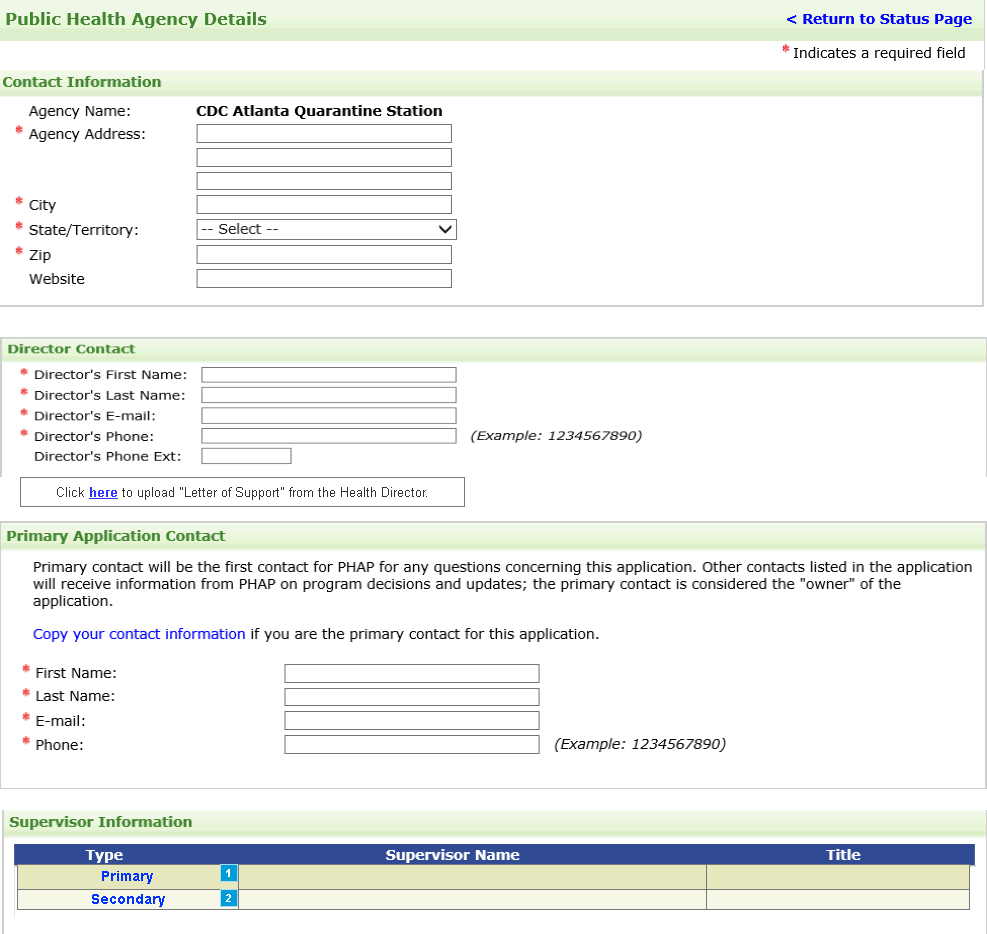 Public Health Agency Details
< Return to Status Page
* Indicates a required field
Contact Information
Agency Name: CDC Atlanta Quarantine Station
* Agency Address:
* City
* State/Territory: -- Select --
* Zip
Website
Director Contact
* Director's First Name:
* Director's Last Name:
* Director's E-mail:
* Director's Phone: (Example: 1234567890)
Director's Phone Ext:
Click here to upload "Letter of Support" from the Health Director.
Primary Application Contact
Primary contact will be the first contact for PHAP for any questions concerning this application. Other contacts listed in the application
will receive information from PHAP on program decisions and updates; the primary contact is considered the "owner" of the
application.
Copy your contact information if you are the primary contact for this application.
* First Name:
* Last Name:
* E-mail:
* Phone: (Example: 1234567890)
Supervisor Information
Type Supervisor Name Title
Primary 1
Secondary 2